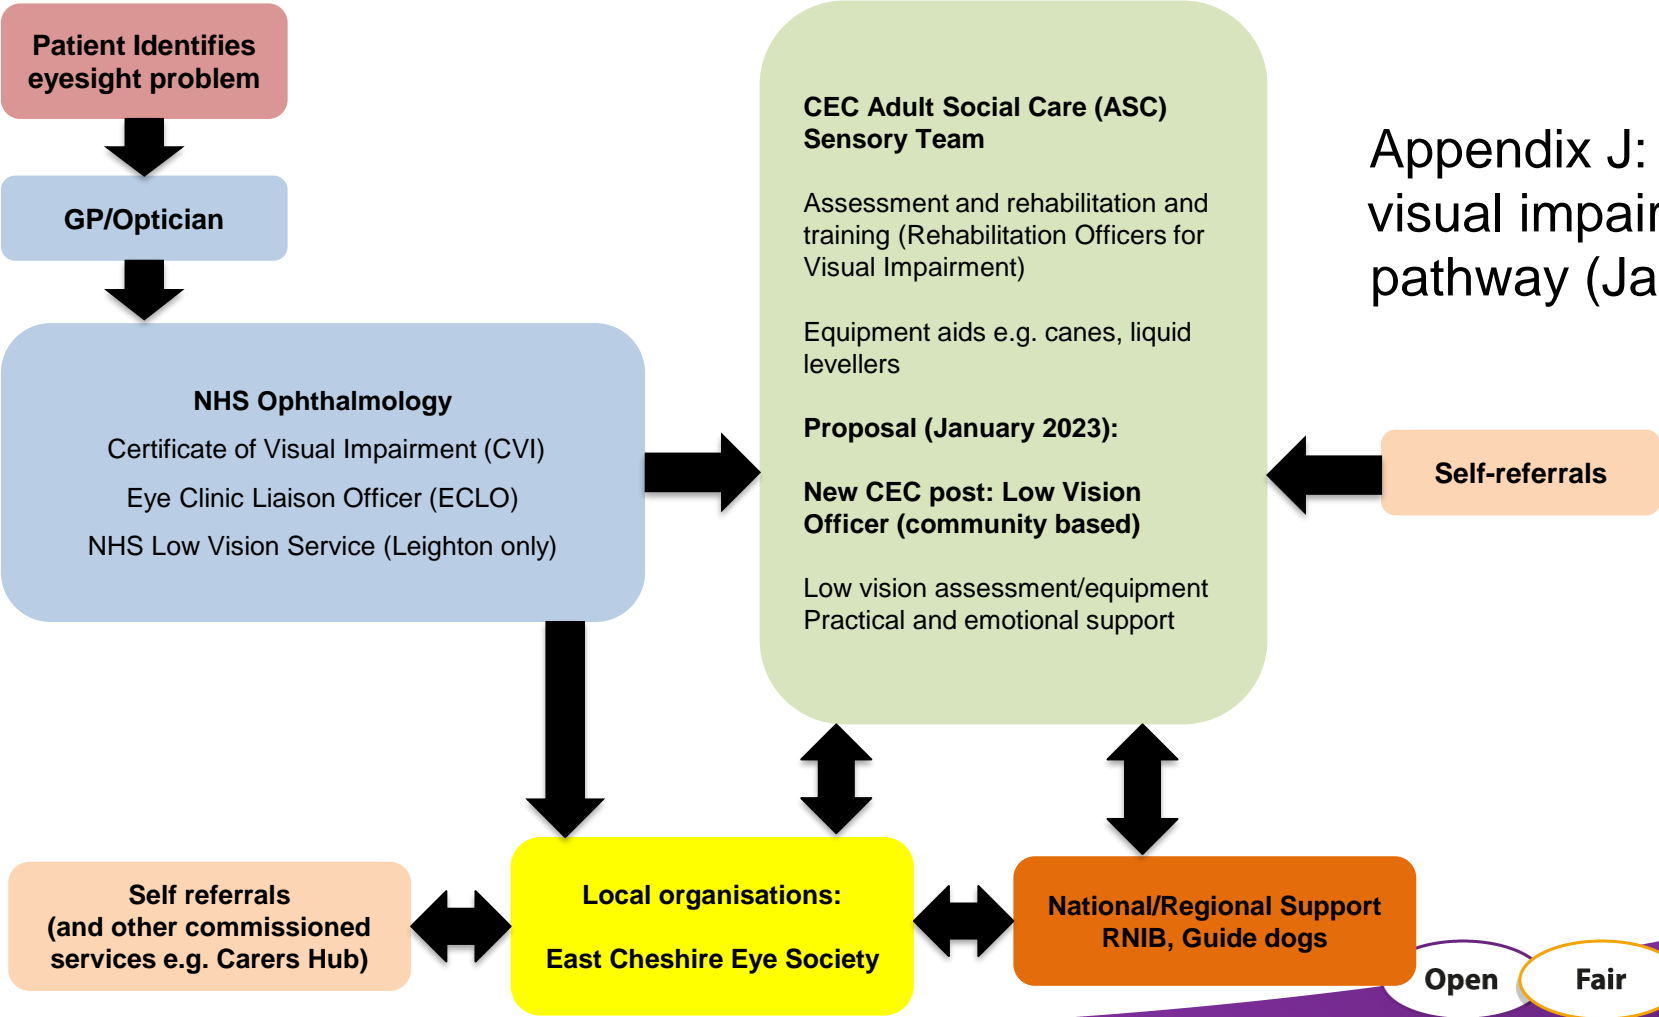 Patient Identifies
eyesight problem
GP/Optician
NHS Ophthalmology
Certificate of Visual Impairment (CVI)
Eye Clinic Liaison Officer (ECLO)
NHS Low Vision Service (Leighton only)
CEC Adult Social Care (ASC)
Sensory Team
Assessment and rehabilitation and
training (Rehabilitation Officers for
Visual Impairment)
Equipment aids e.g. canes, liquid
levellers
Proposal (January 2023):
New CEC post: Low Vision
Officer (community based)
Low vision assessment/equipment
Practical and emotional support
Appendix J:
visual
pathway
Self-referrals
Self referrals
(and other commissioned
services e.g. Carers Hub)
Local organisations:
East Cheshire Eye Society
National/Regional Support
RNIB, Guide dogs
Open
Fair